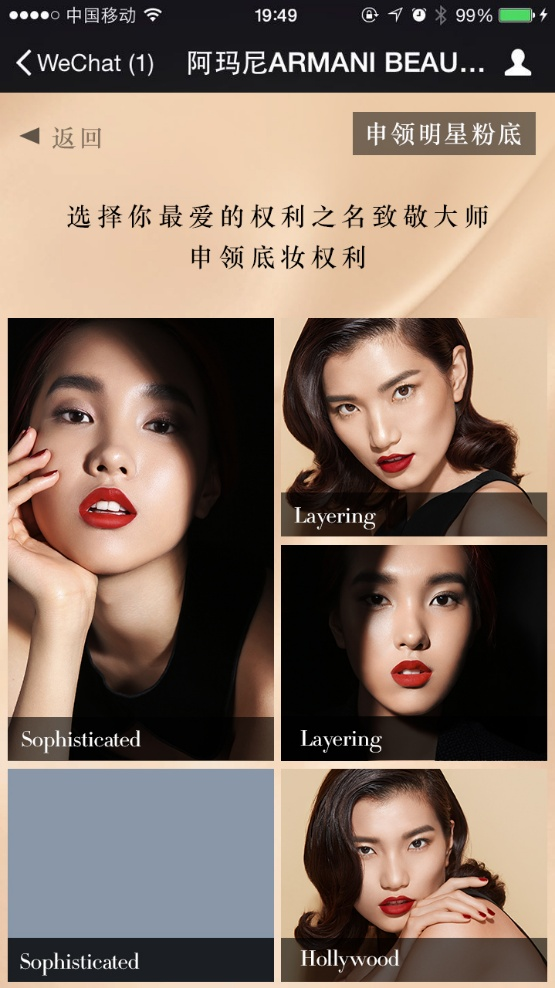 中国移动
19:49
99%
WeChat (1)
阿玛尼ARMANI BEAU...
返回
申领明星粉底
选择你最爱的权利之名致敬大师
申领底妆权利
Layering
Sophisticated
Layering
Sophisticated
Hollywood